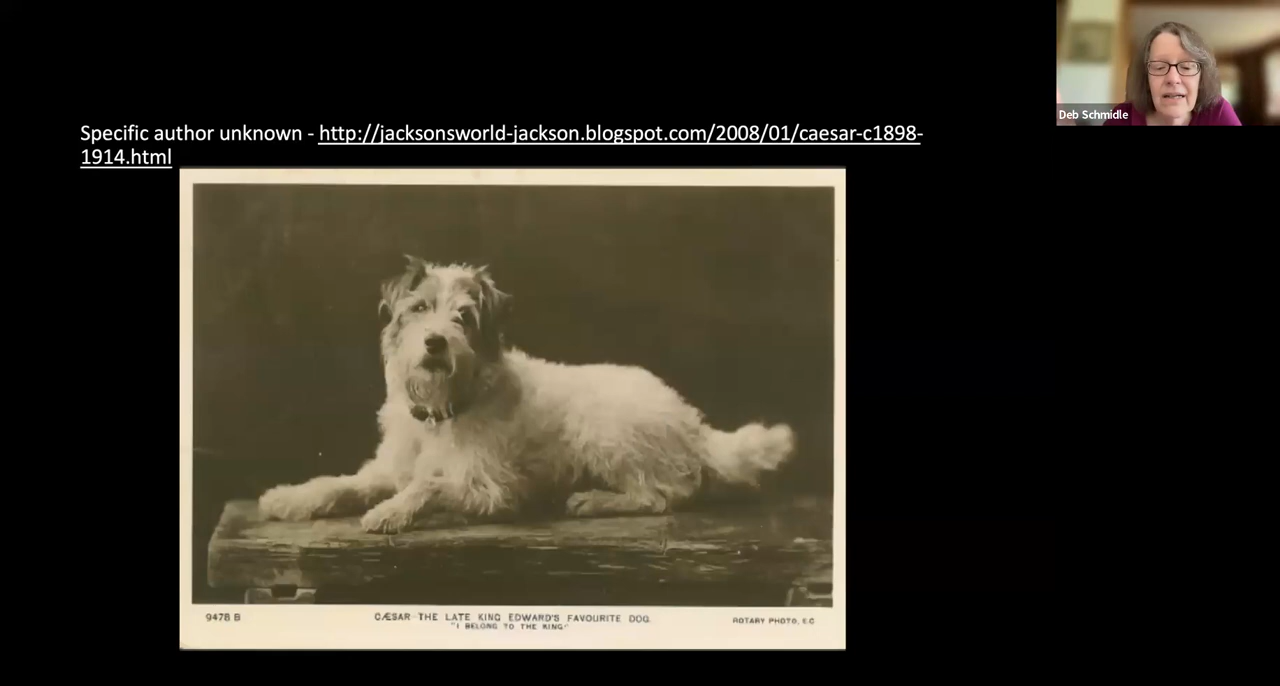 Specific author unknown - http://jacksonsworld-jackson.blogspot.com/2008/01/caesar-c1898-
1914.html
Deb Schmidle
9478 B
CÆSAR THE LATE KING EDWARD'S FAVOURITE DOG.
"I BELONG TO THE KING"
ROTARY PHOTO, E.C